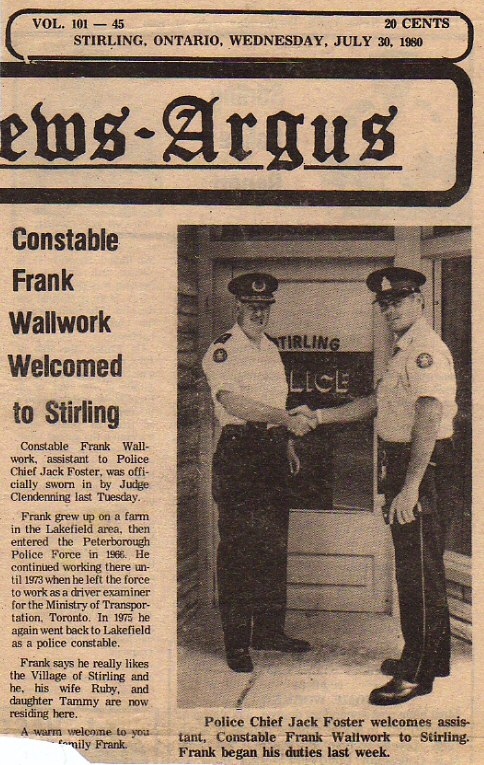 VOL. 101 — 45
20 CENTS
STIRLING, ONTARIO, WEDNESDAY, JULY 30, 1980
ews-Argus
Constable
Frank
Wallwork
Welcomed
to Stirling
Constable Frank Wall-
work, assistant to Police
Chief Jack Foster, was offi-
cially sworn in by Judge
Clendenning last Tuesday.
Frank grew up on a farm
in the Lakefield area, then
entered the Peterborough
Police Force in 1966. He
continued working there un-
til 1973 when he left the force
to work as a driver examiner
for the Ministry of Transpor-
tation, Toronto. In 1975 he
again went back to Lakefield
as a police constable.
Frank says he really likes
the Village of Stirling and
he, his wife Ruby, and
daughter Tammy are now
residing here.
A warm welcome to you
family Frank.
STIRLING
LICE
Police Chief Jack Foster welcomes assis-
tant, Constable Frank Wallwork to Stirling.
Frank began his duties last week.